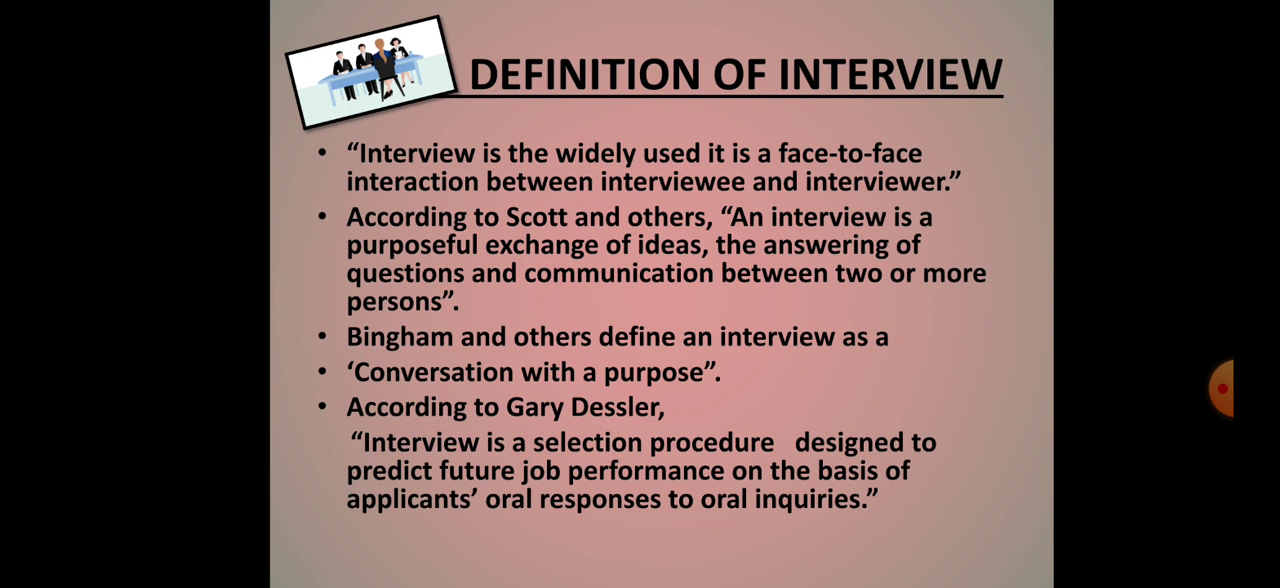 DEFINITION OF INTERVIEW
• “Interview is the widely used it is a face-to-face
interaction between interviewee and interviewer.”
• According to Scott and others, “An interview is a
purposeful exchange of ideas, the answering of
questions and communication between two or more
persons”.
• Bingham and others define an interview as a
• ‘Conversation with a purpose”.
• According to Gary Dessler,
“Interview is a selection procedure designed to
predict future job performance on the basis of
applicants’ oral responses to oral inquiries.”